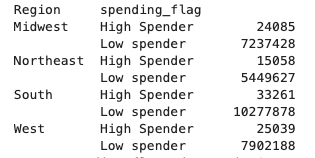 Region spending_flag
Midwest High Spender 24085
Low spender 7237428
Northeast High Spender 15058
Low spender 5449627
South High Spender 33261
Low spender 10277878
West High Spender 25039
Low spender 7902188